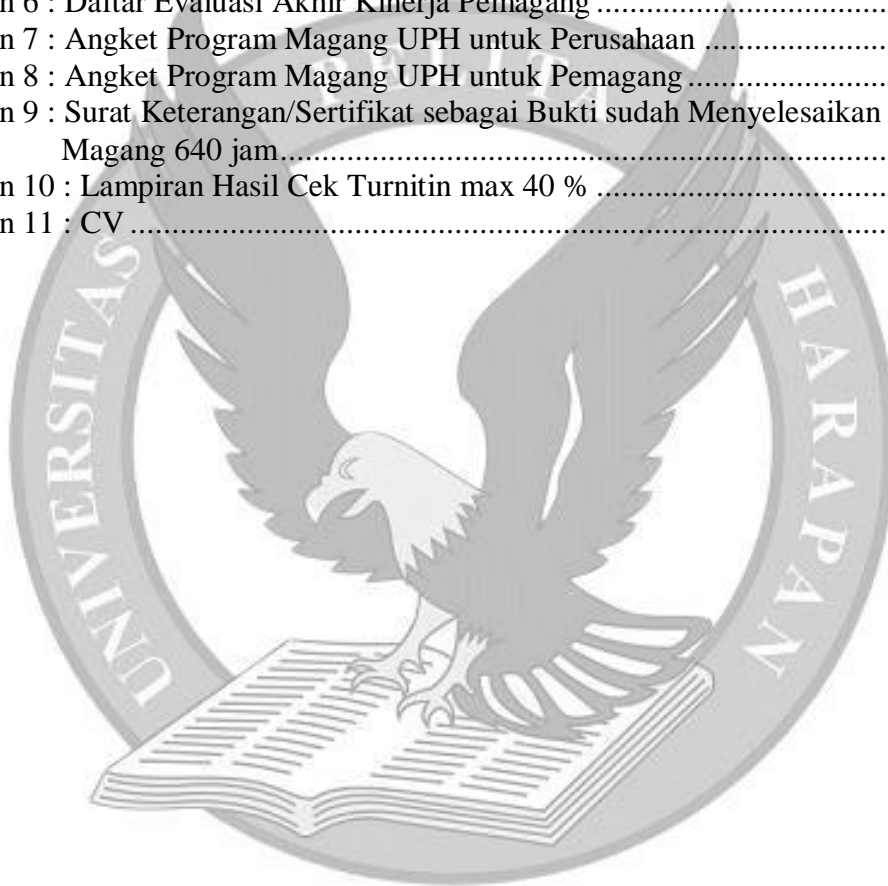 n 6 : Daftar Evaluasi Akhir Kinerja Pemagang ........................................
n 7 : Angket Program Magang UPH untuk Perusahaan ........................
n 8 : Angket Program Magang UPH untuk Pemagang ..........................
n 9 : Surat Keterangan/Sertifikat sebagai Bukti sudah Menyelesaikan
Magang 640 jam..............................................................................
n 10 : Lampiran Hasil Cek Turnitin max 40 % .....................................
n 11 : CV .................................................................................................
UNIVERSITAS PELITA HARAPAN